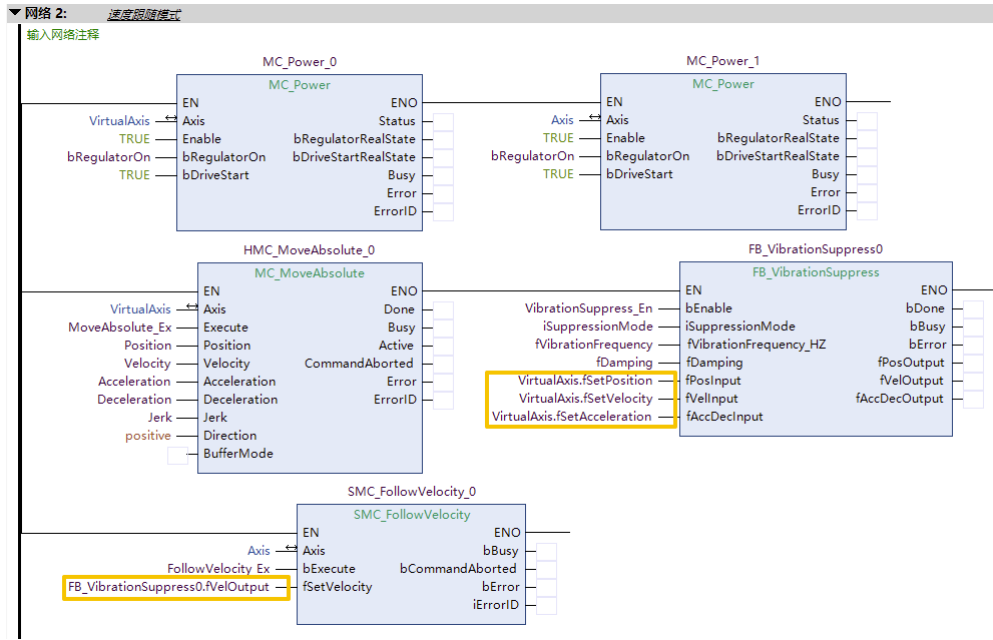 网络 2: 速度跟随模式
输入网络注释
MC_Power_0
MC_Power
EN ENO
VirtualAxis Axis Status
TRUE Enable bRegulatorRealState
bRegulatorOn bRegulatorOn bDriveStartRealState
TRUE bDriveStart Busy
Error
ErrorID
MC_Power_1
MC_Power
EN ENO
Axis Axis Status
TRUE Enable bRegulatorRealState
bRegulatorOn bRegulatorOn bDriveStartRealState
TRUE bDriveStart Busy
Error
ErrorID
HMC_MoveAbsolute_0
MC_MoveAbsolute
EN ENO
VirtualAxis Axis Done
MoveAbsolute_Ex Execute Busy
Position Position Active
Velocity Velocity CommandAborted
Acceleration Acceleration Error
Deceleration Deceleration ErrorID
Jerk Jerk
positive Direction
BufferMode
FB_VibrationSuppress0
FB_VibrationSuppress
EN ENO
VibrationSuppress_En bEnable bDone
iSuppressionMode iSuppressionMode bBusy
fVibrationFrequency fVibrationFrequency_HZ bError
fDamping fDamping fPosOutput
VirtualAxis.fSetPosition fPosInput fVelOutput
VirtualAxis.fSetVelocity fVelInput fAccDecOutput
VirtualAxis.fSetAcceleration fAccDecInput
SMC_FollowVelocity_0
SMC_FollowVelocity
EN ENO
Axis Axis bBusy
FollowVelocity_Ex bExecute bCommandAborted
FB_VibrationSuppress0.fVelOutput fSetVelocity bError
iErrorID